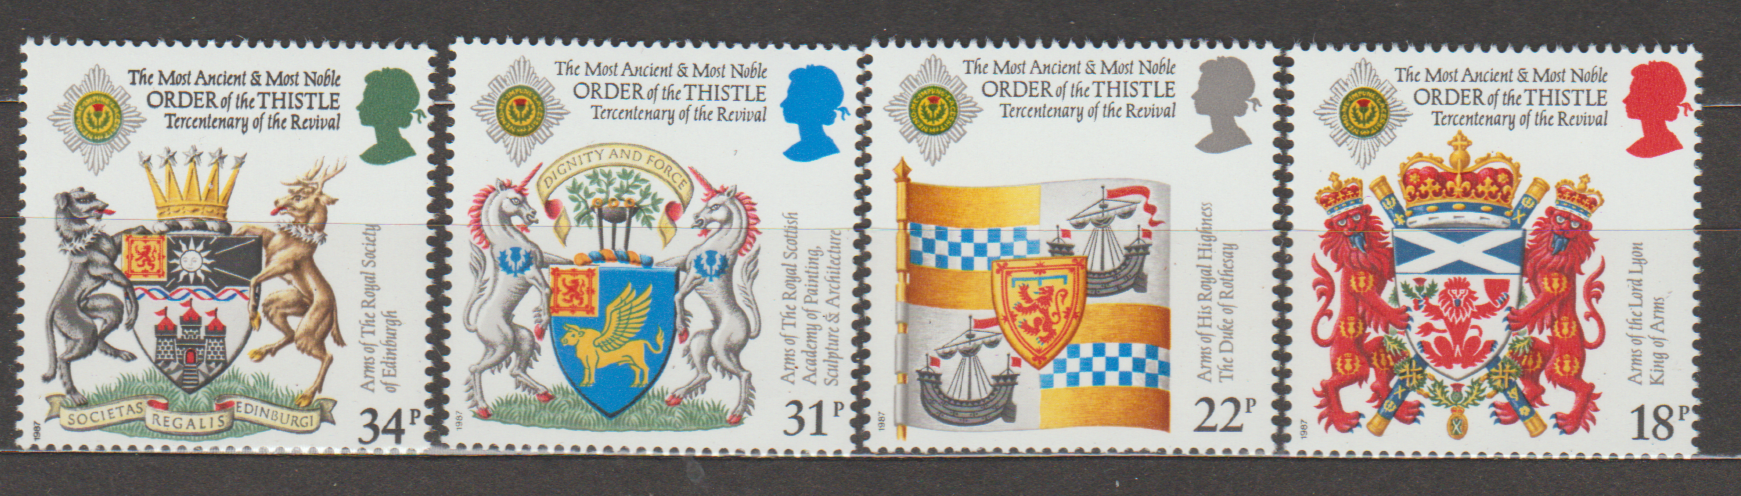 The Most Ancient & Most Noble
ORDER of the THISTLE
Tercentenary of the Revival
Arms of The Royal Society
of Edinburgh
SOCIETAS REGALIS EDINBURGI
1987
34P
The Most Ancient & Most Noble
ORDER of the THISTLE
Tercentenary of the Revival
DIGNITY AND FORCE
Arms of The Royal Scottish
Academy of Painting,
Sculpture & Architecture
1987
31P
The Most Ancient & Most Noble
ORDER of the THISTLE
Tercentenary of the Revival
Arms of His Royal Highness
The Duke of Rothesay
1987
22P
The Most Ancient & Most Noble
ORDER of the THISTLE
Tercentenary of the Revival
Arms of the Lord Lyon
King of Arms
1987
18P